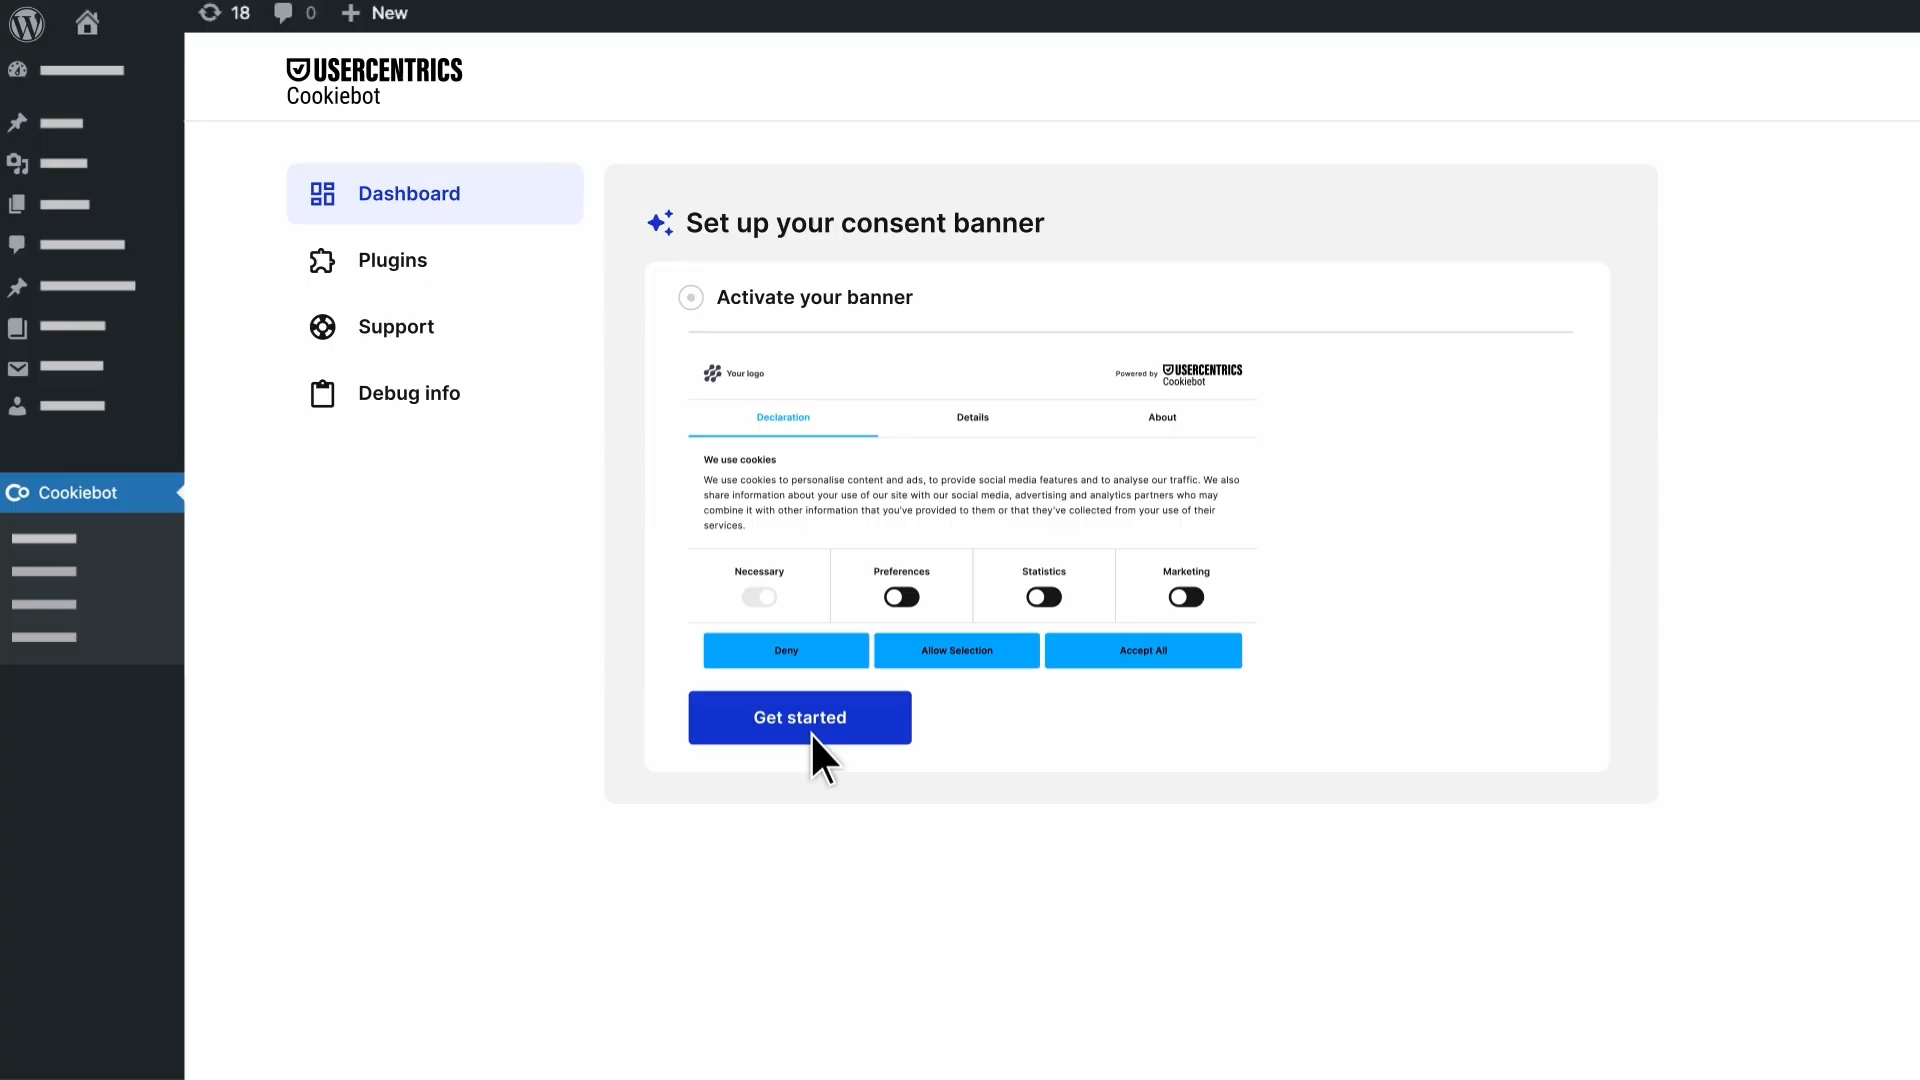 18 0 New
USERCENTRICS
Cookiebot
Dashboard
Plugins
Support
Debug info
Cookiebot
Set up your consent banner
Activate your banner
Your logo
Powered by USERCENTRICS
Cookiebot
Declaration Details About
We use cookies
We use cookies to personalise content and ads, to provide social media features and to analyse our traffic. We also
share information about your use of our site with our social media, advertising and analytics partners who may
combine it with other information that you've provided to them or that they've collected from your use of their
services.
Necessary Preferences Statistics Marketing
Deny Allow Selection Accept All
Get started